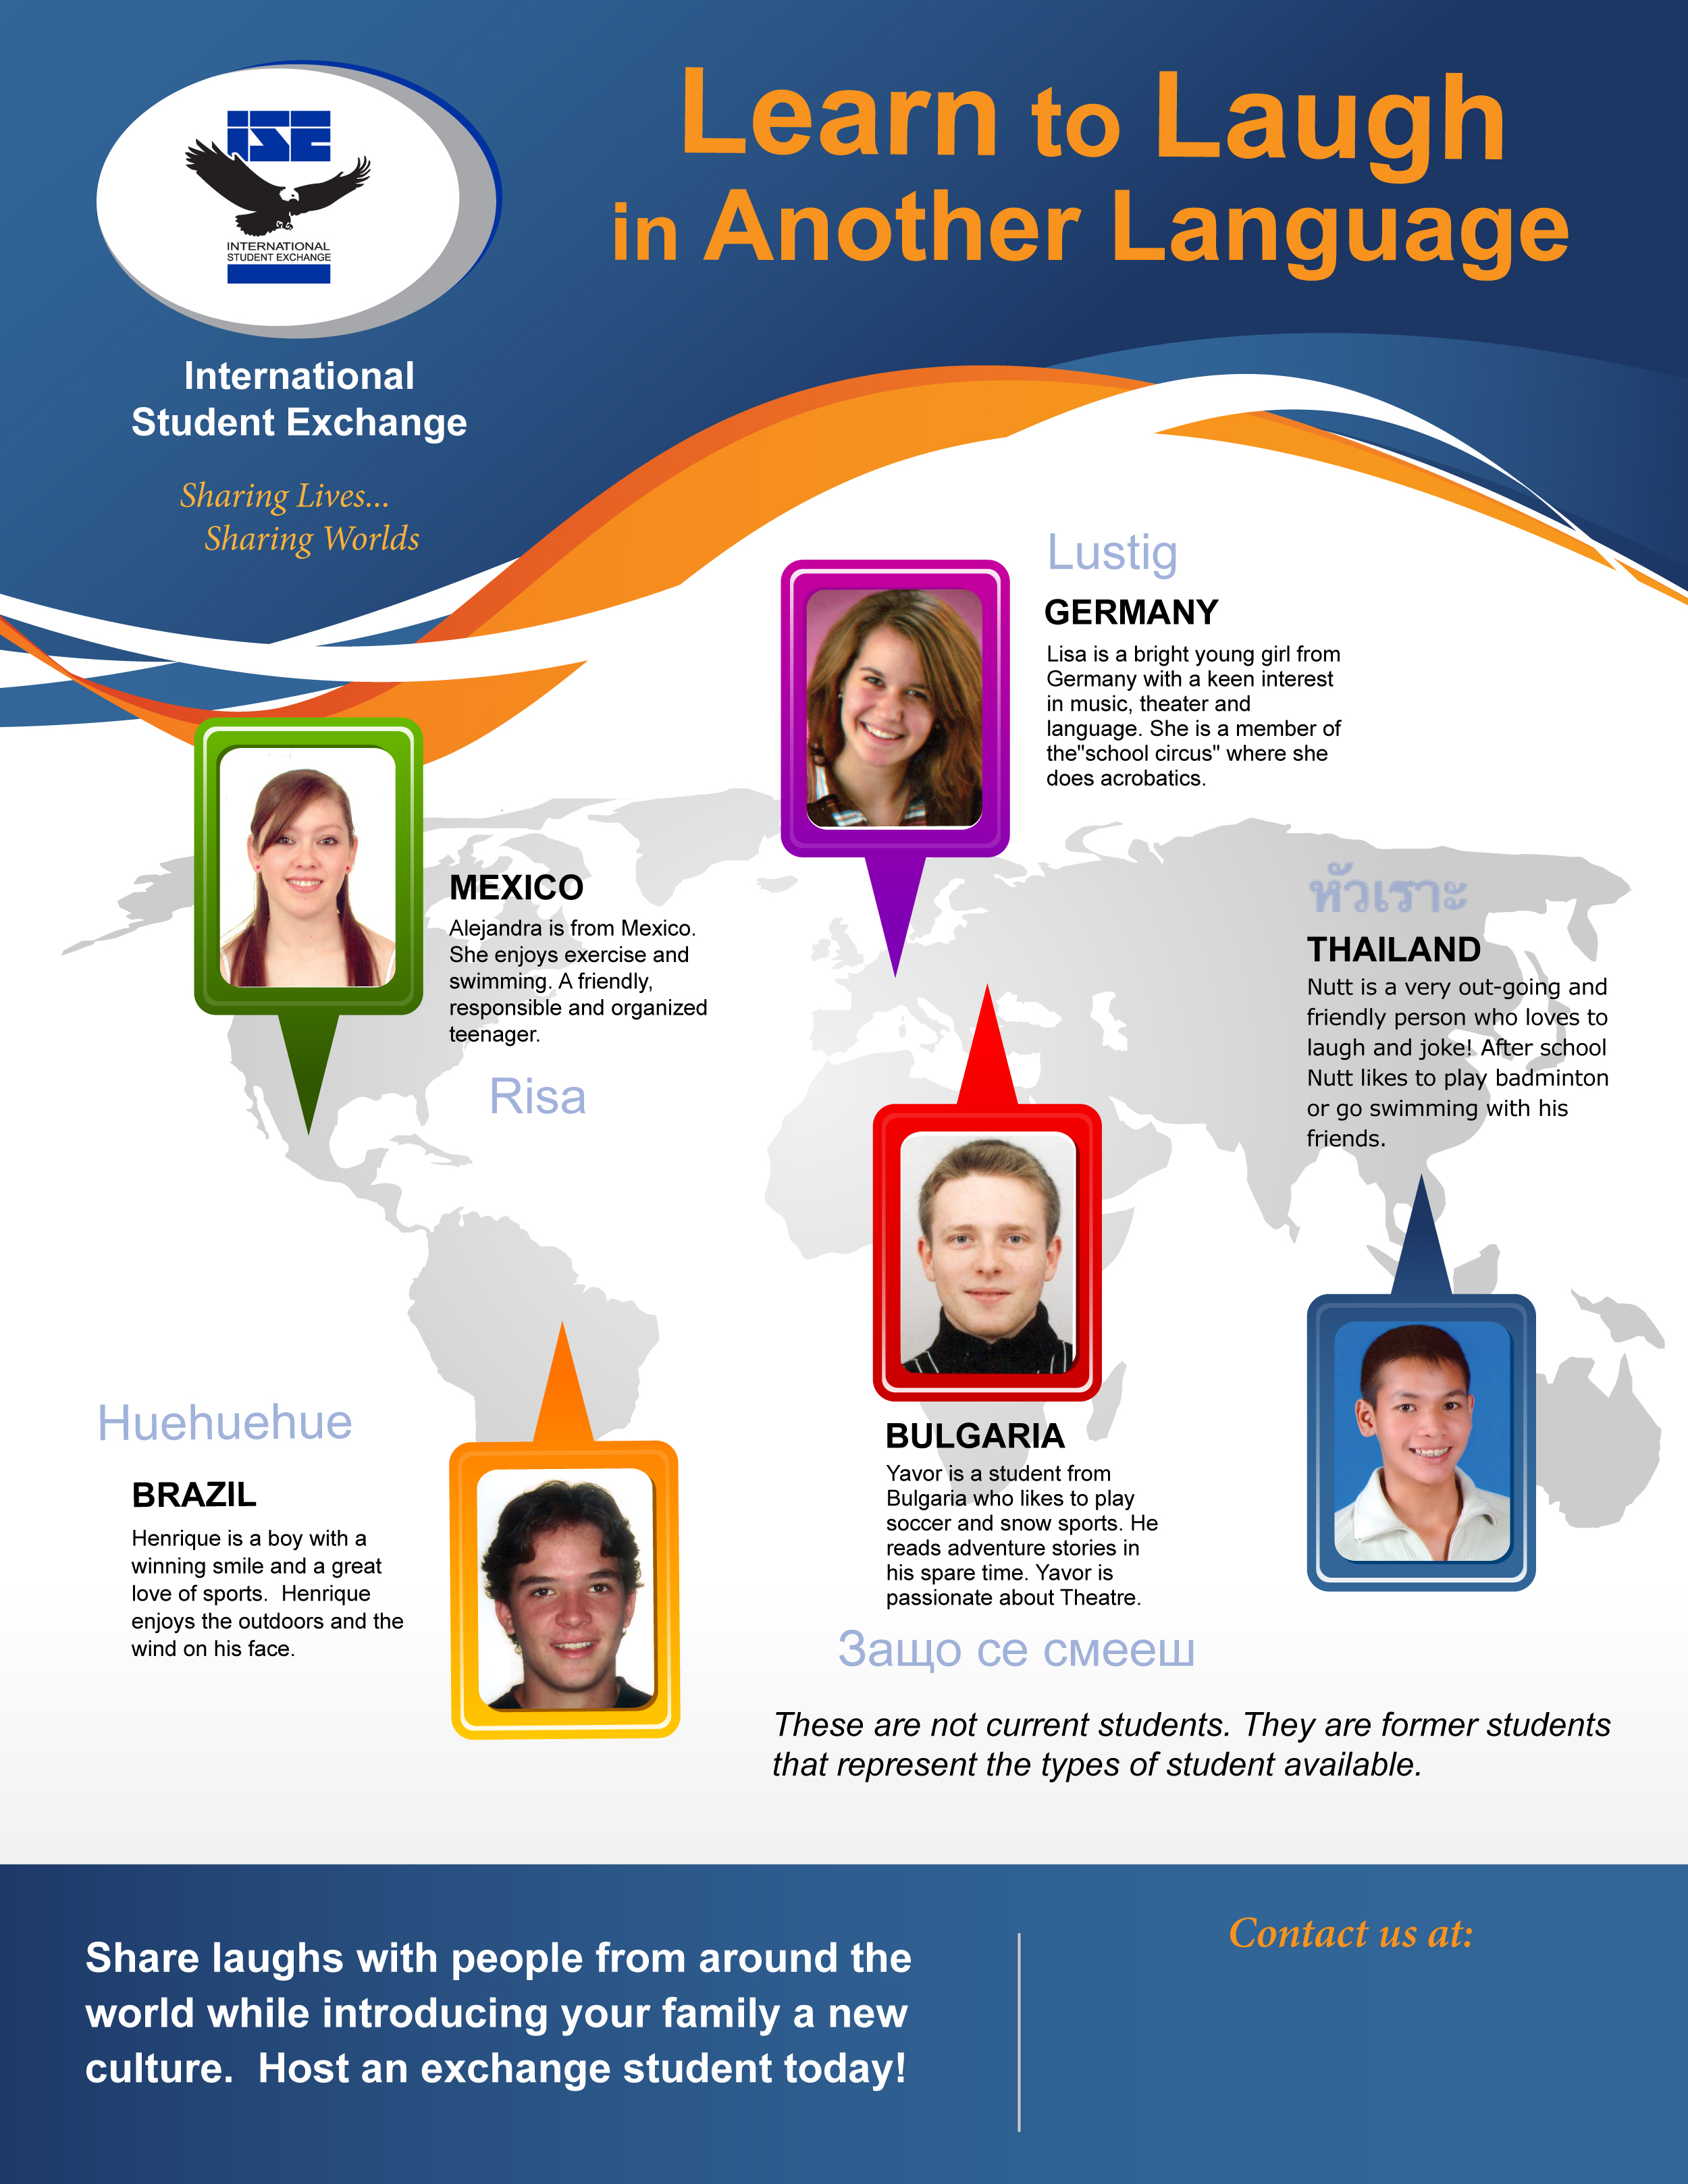 ISE
INTERNATIONAL
STUDENT EXCHANGE
International
Student Exchange
Sharing Lives...
Sharing Worlds
Learn to Laugh
in Another Language
Lustig
GERMANY
Lisa is a bright young girl from
Germany with a keen interest
in music, theater and
language. She is a member of
the"school circus" where she
does acrobatics.
MEXICO
Alejandra is from Mexico.
She enjoys exercise and
swimming. A friendly,
responsible and organized
teenager.
Risa
หัวเราะ
THAILAND
Nutt is a very out-going and
friendly person who loves to
laugh and joke! After school
Nutt likes to play badminton
or go swimming with his
friends.
Huehuehue
BRAZIL
Henrique is a boy with a
winning smile and a great
love of sports.  Henrique
enjoys the outdoors and the
wind on his face.
BULGARIA
Yavor is a student from
Bulgaria who likes to play
soccer and snow sports. He
reads adventure stories in
his spare time. Yavor is
passionate about Theatre.
Защо се смееш
These are not current students. They are former students
that represent the types of student available.
Share laughs with people from around the
world while introducing your family a new
culture.  Host an exchange student today!
Contact us at: